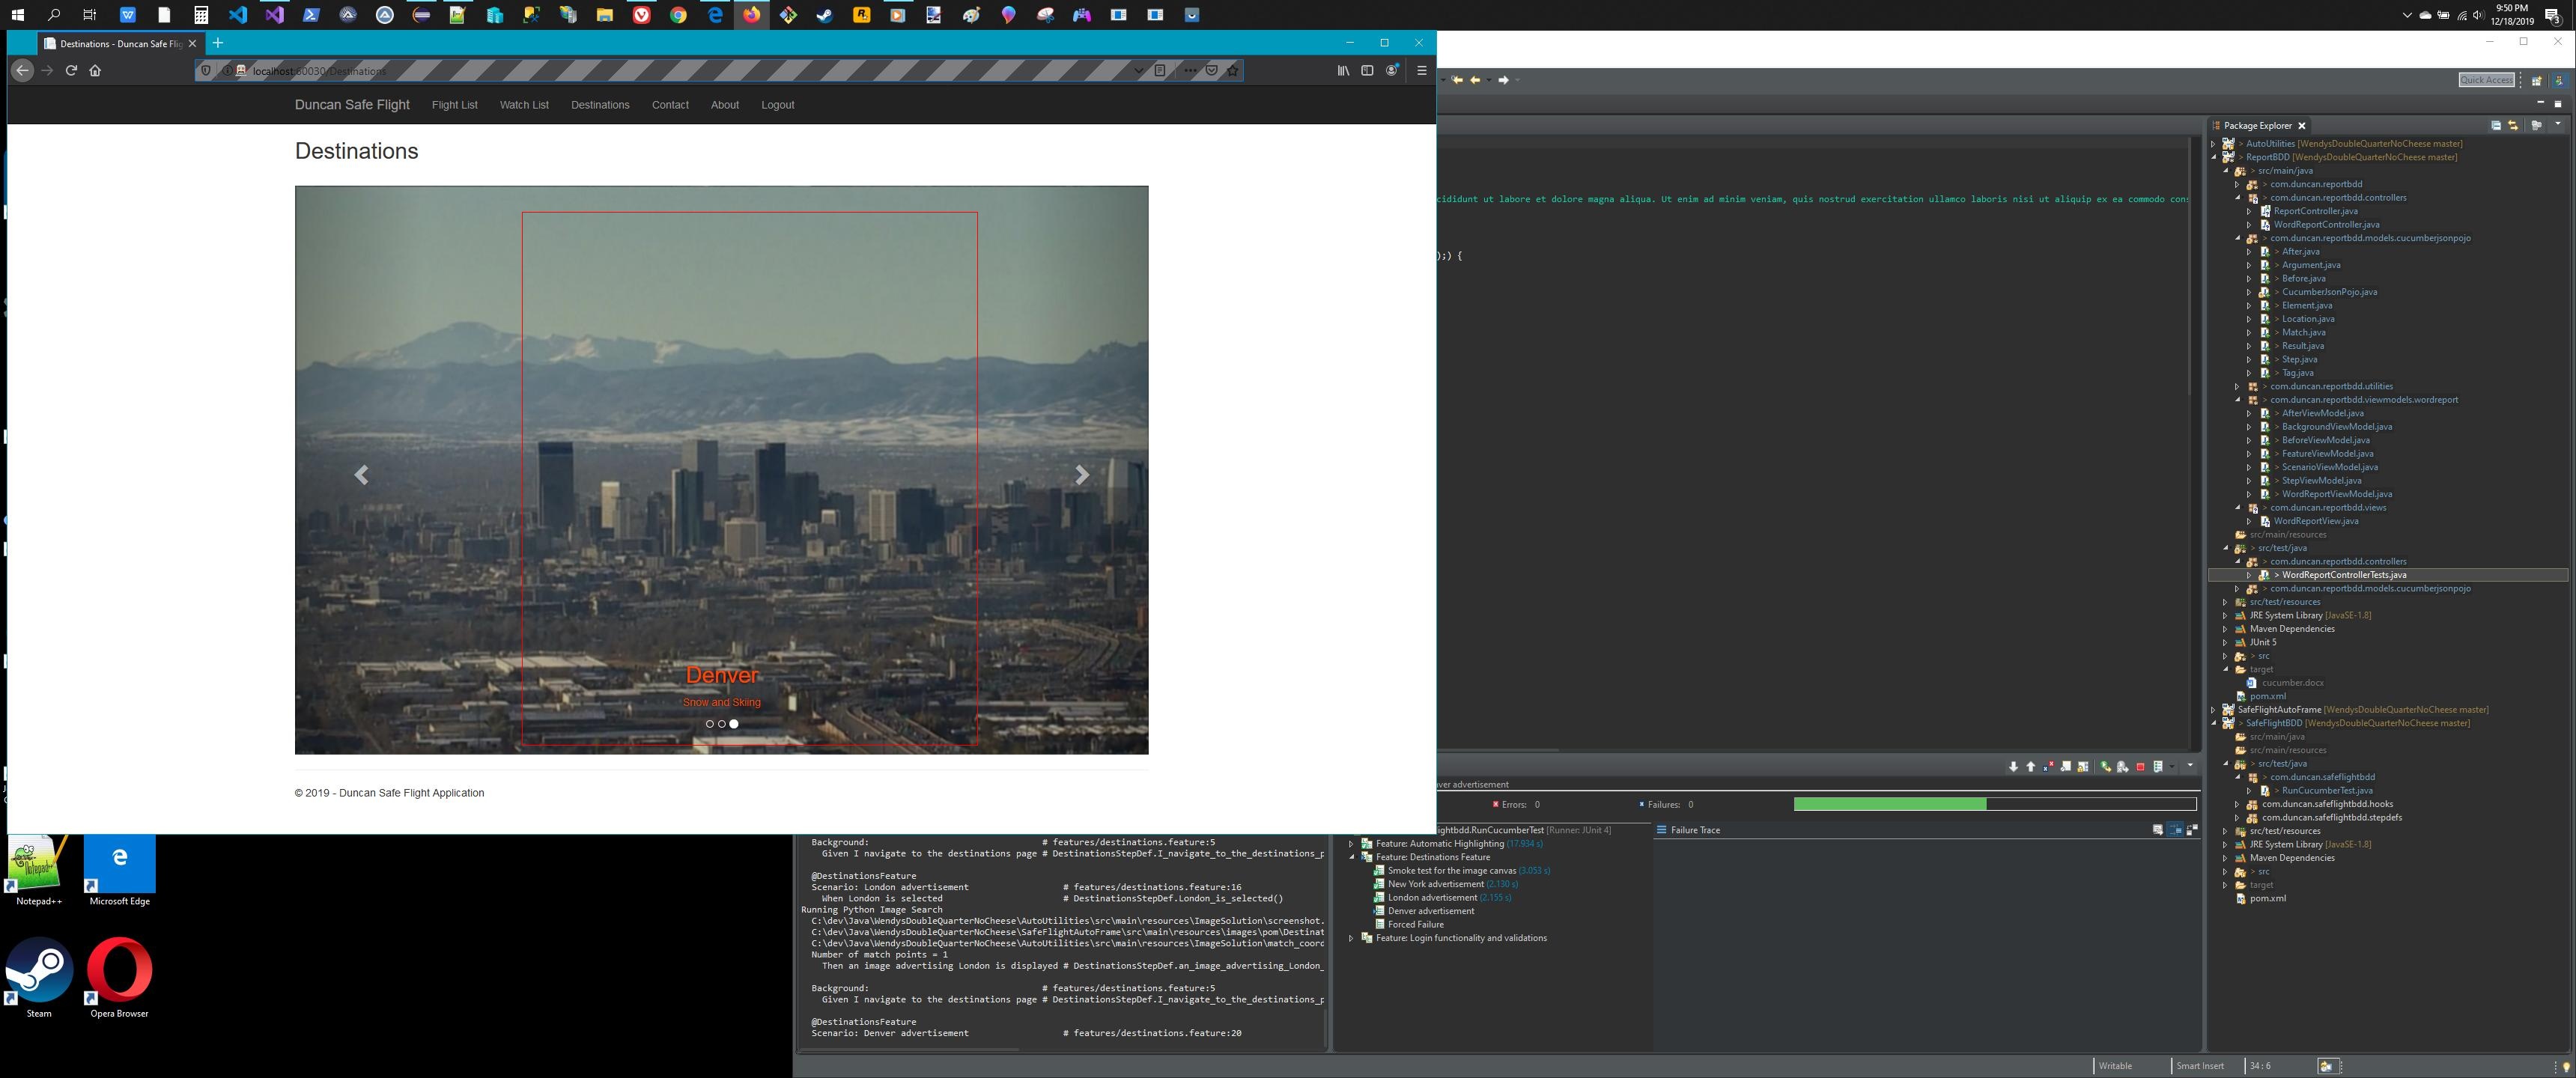 9:50 PM
12/18/2019
3
Destinations - Duncan Safe Flig
localhost:60030/Destinations
Duncan Safe Flight Flight List Watch List Destinations Contact About Logout
Destinations
Denver
Snow and Skiing
© 2019 - Duncan Safe Flight Application
Notepad++
Microsoft Edge
Steam
Opera Browser
Quick Access
cididunt ut labore et dolore magna aliqua. Ut enim ad minim veniam, quis nostrud exercitation ullamco laboris nisi ut aliquip ex ea commodo cons
);) {
Package Explorer
> AutoUtilities [WendysDoubleQuarterNoCheese master]
> ReportBDD [WendysDoubleQuarterNoCheese master]
> src/main/java
> com.duncan.reportbdd
> com.duncan.reportbdd.controllers
ReportController.java
WordReportController.java
> com.duncan.reportbdd.models.cucumberjsonpojo
> After.java
> Argument.java
> Before.java
> CucumberJsonPojo.java
> Element.java
> Location.java
> Match.java
> Result.java
> Step.java
> Tag.java
> com.duncan.reportbdd.utilities
> com.duncan.reportbdd.viewmodels.wordreport
> AfterViewModel.java
> BackgroundViewModel.java
> BeforeViewModel.java
> FeatureViewModel.java
> ScenarioViewModel.java
> StepViewModel.java
> WordReportViewModel.java
> com.duncan.reportbdd.views
WordReportView.java
src/main/resources
> src/test/java
> com.duncan.reportbdd.controllers
> WordReportControllerTests.java
> com.duncan.reportbdd.models.cucumberjsonpojo
src/test/resources
JRE System Library [JavaSE-1.8]
Maven Dependencies
JUnit 5
> src
target
cucumber.docx
pom.xml
SafeFlightAutoFrame [WendysDoubleQuarterNoCheese master]
> SafeFlightBDD [WendysDoubleQuarterNoCheese master]
src/main/java
src/main/resources
> src/test/java
> com.duncan.safeflightbdd
> RunCucumberTest.java
com.duncan.safeflightbdd.hooks
com.duncan.safeflightbdd.stepdefs
src/test/resources
JRE System Library [JavaSE-1.8]
Maven Dependencies
> src
target
pom.xml
ver advertisement
Errors: 0 Failures: 0
ightbdd.RunCucumberTest [Runner: JUnit 4]
Feature: Automatic Highlighting (17.934 s)
Feature: Destinations Feature
Smoke test for the image canvas (3.053 s)
New York advertisement (2.130 s)
London advertisement (2.155 s)
Denver advertisement
Forced Failure
Feature: Login functionality and validations
Failure Trace
Background: # features/destinations.feature:5
Given I navigate to the destinations page # DestinationsStepDef.I_navigate_to_the_destinations_p
@DestinationsFeature
Scenario: London advertisement # features/destinations.feature:16
When London is selected # DestinationsStepDef.London_is_selected()
Running Python Image Search
C:\dev\Java\WendysDoubleQuarterNoCheese\AutoUtilities\src\main\resources\ImageSolution\screenshot.
C:\dev\Java\WendysDoubleQuarterNoCheese\SafeFlightAutoFrame\src\main\resources\images\pom\Destinat
C:\dev\Java\WendysDoubleQuarterNoCheese\AutoUtilities\src\main\resources\ImageSolution\match_coord
Number of match points = 1
Then an image advertising London is displayed # DestinationsStepDef.an_image_advertising_London_
Background: # features/destinations.feature:5
Given I navigate to the destinations page # DestinationsStepDef.I_navigate_to_the_destinations_p
@DestinationsFeature
Scenario: Denver advertisement # features/destinations.feature:20
Writable Smart Insert 34 : 6